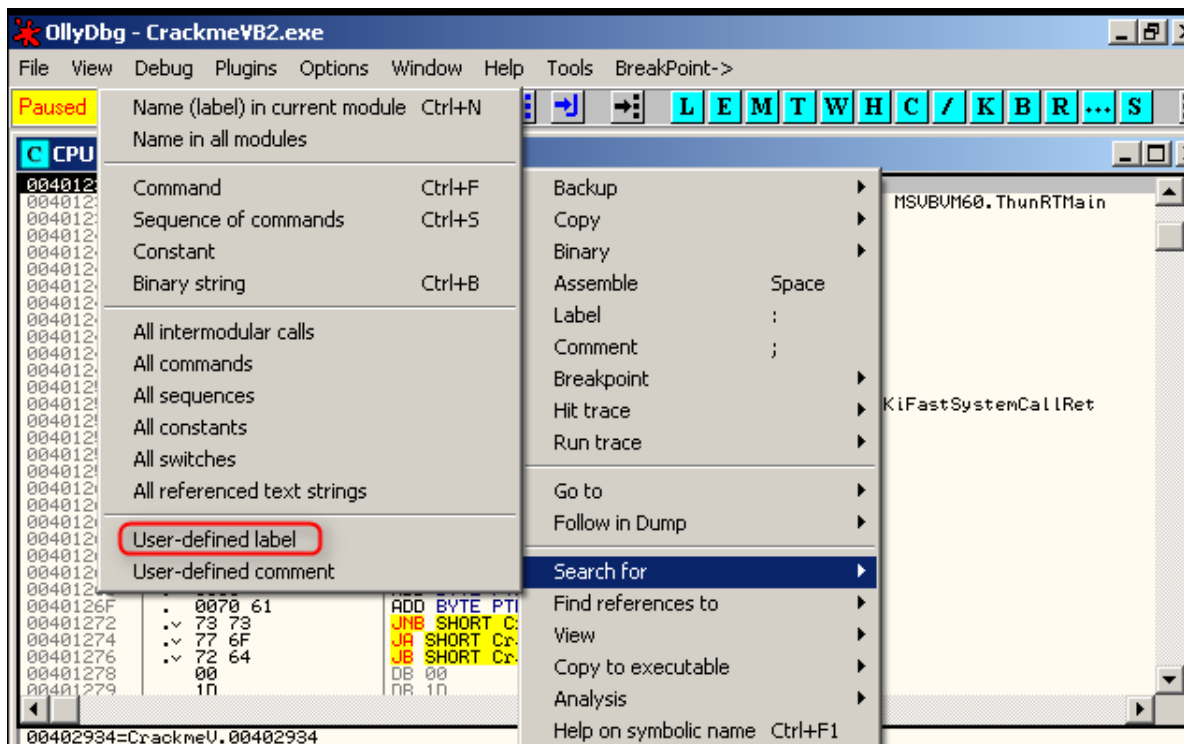 OllyDbg - CrackmeVB2.exe
File View Debug Plugins Options Window Help Tools BreakPoint->
Paused
L E M T W H C / K B R ... S
C CPU
Name (label) in current module Ctrl+N
Name in all modules
Command Ctrl+F
Sequence of commands Ctrl+S
Constant
Binary string Ctrl+B
All intermodular calls
All commands
All sequences
All constants
All switches
All referenced text strings
User-defined label
User-defined comment
Backup
Copy
Binary
Assemble Space
Label :
Comment ;
Breakpoint
Hit trace
Run trace
Go to
Follow in Dump
Search for
Find references to
View
Copy to executable
Analysis
Help on symbolic name Ctrl+F1
MSVBVM60.ThunRTMain
KiFastSystemCallRet
0040126F . 0070 61 ADD BYTE PT
00401272 .v 73 73 JNB SHORT C
00401274 .v 77 6F JA SHORT Cr
00401276 .v 72 64 JB SHORT Cr
00401278 00 DB 00
00401279 1D DB 1D
00402934=CrackmeV.00402934